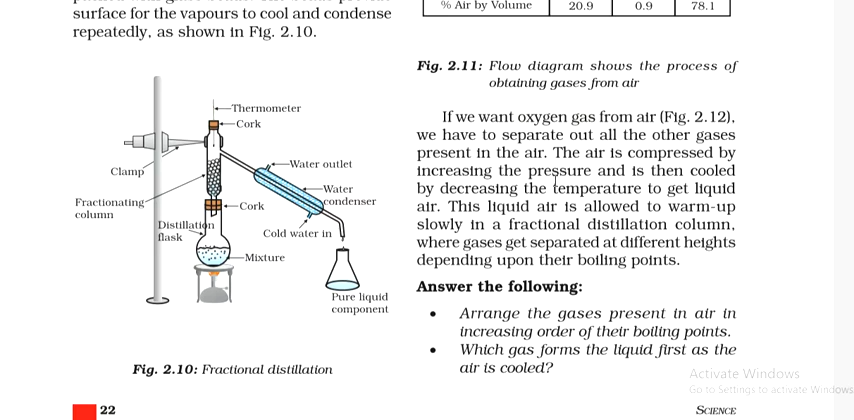 surface for the vapours to cool and condense
repeatedly, as shown in Fig. 2.10.
Thermometer
Cork
Water outlet
Clamp
Water
condenser
Fractionating
column
Cork
Distillation
flask
Cold water in
Mixture
Pure liquid
component
Fig. 2.10: Fractional distillation
22
% Air by Volume 20.9 0.9 78.1
Fig. 2.11: Flow diagram shows the process of
obtaining gases from air
If we want oxygen gas from air (Fig. 2.12),
we have to separate out all the other gases
present in the air. The air is compressed by
increasing the pressure and is then cooled
by decreasing the temperature to get liquid
air. This liquid air is allowed to warm-up
slowly in a fractional distillation column,
where gases get separated at different heights
depending upon their boiling points.
Answer the following:
• Arrange the gases present in air in
increasing order of their boiling points.
• Which gas forms the liquid first as the
air is cooled?
Activate Windows
Go to Settings to activate Windows
SCIENCE